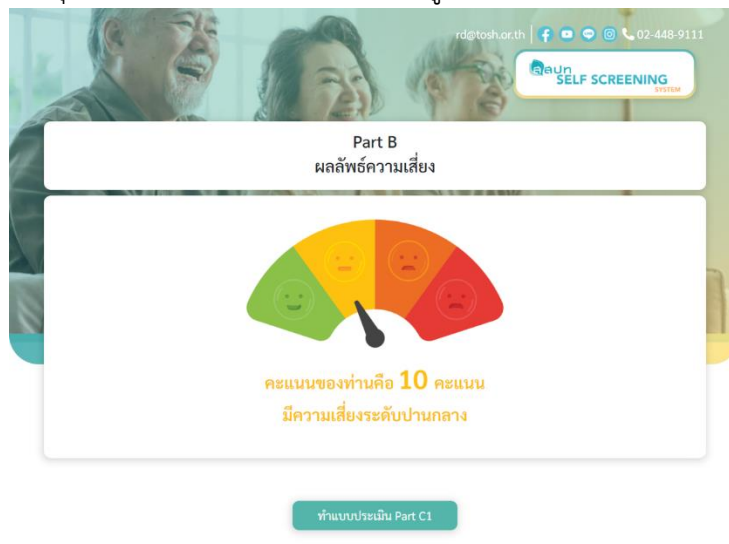 rd@tosh.or.th
02-448-9111
SELF SCREENING
SYSTEM
Part B
ผลลัพธ์ความเสี่ยง
คะแนนของท่านคือ 10 คะแนน
มีความเสี่ยงระดับปานกลาง
ทำแบบประเมิน Part C1